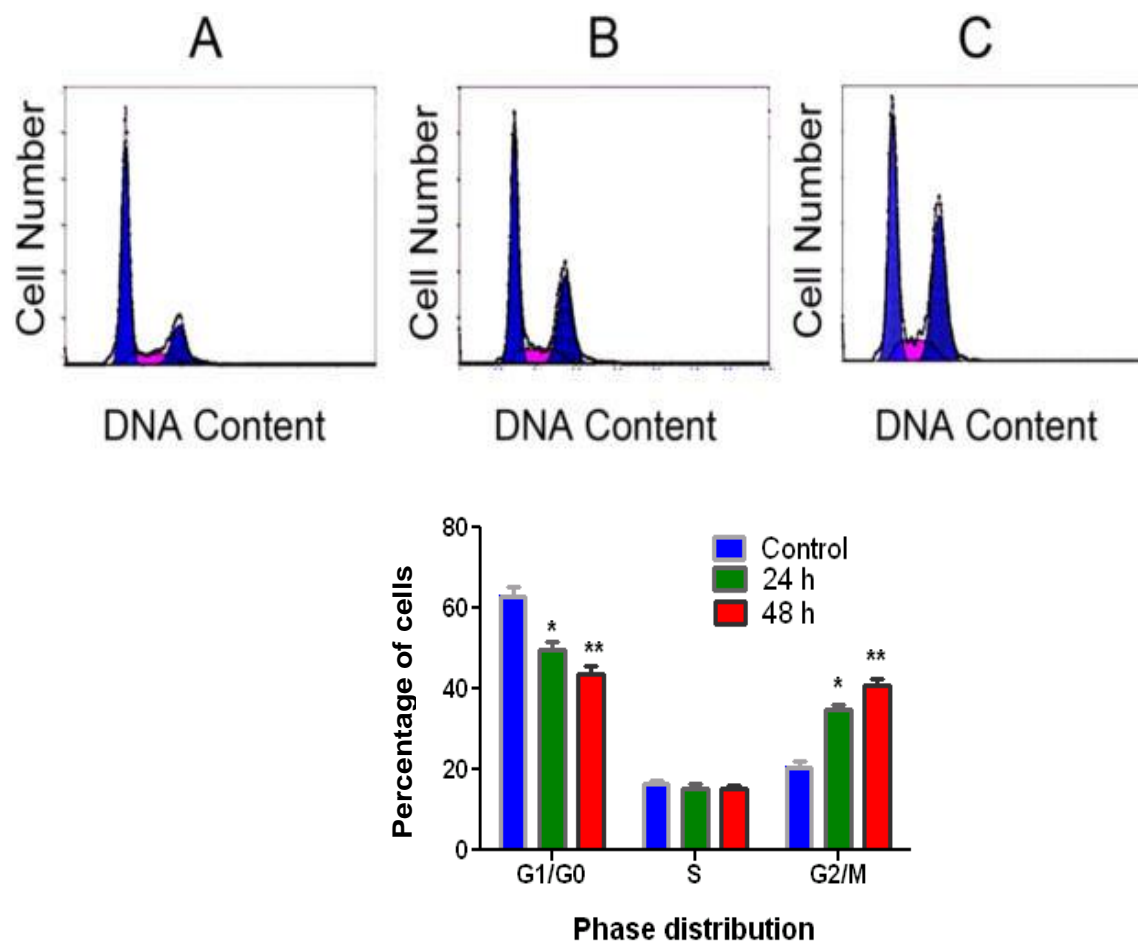 A
B
C
Cell Number
Cell Number
Cell Number
DNA Content
DNA Content
DNA Content
Percentage of cells
80
60
40
20
0
Control
24 h
48 h
*
**
*
**
G1/G0
S
G2/M
Phase distribution